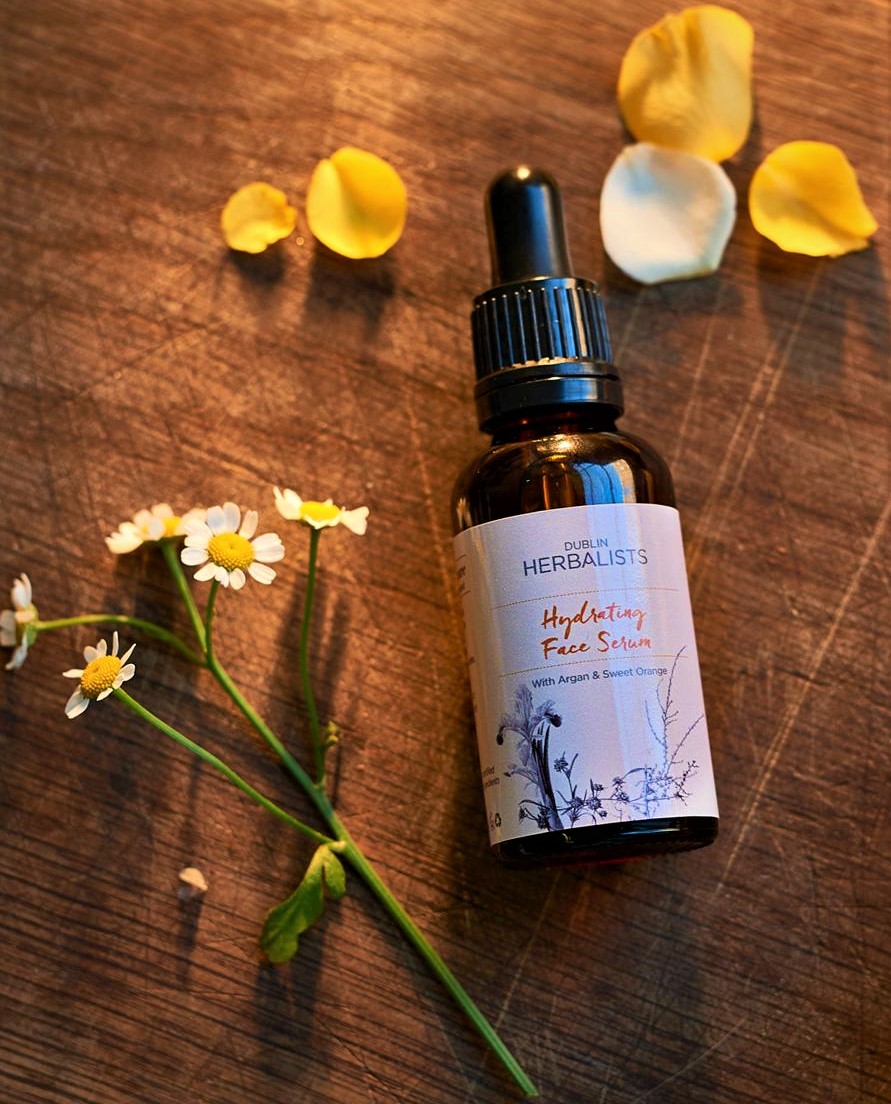 DUBLIN
HERBALISTS
Hydrating
Face Serum
With Argan & Sweet Orange